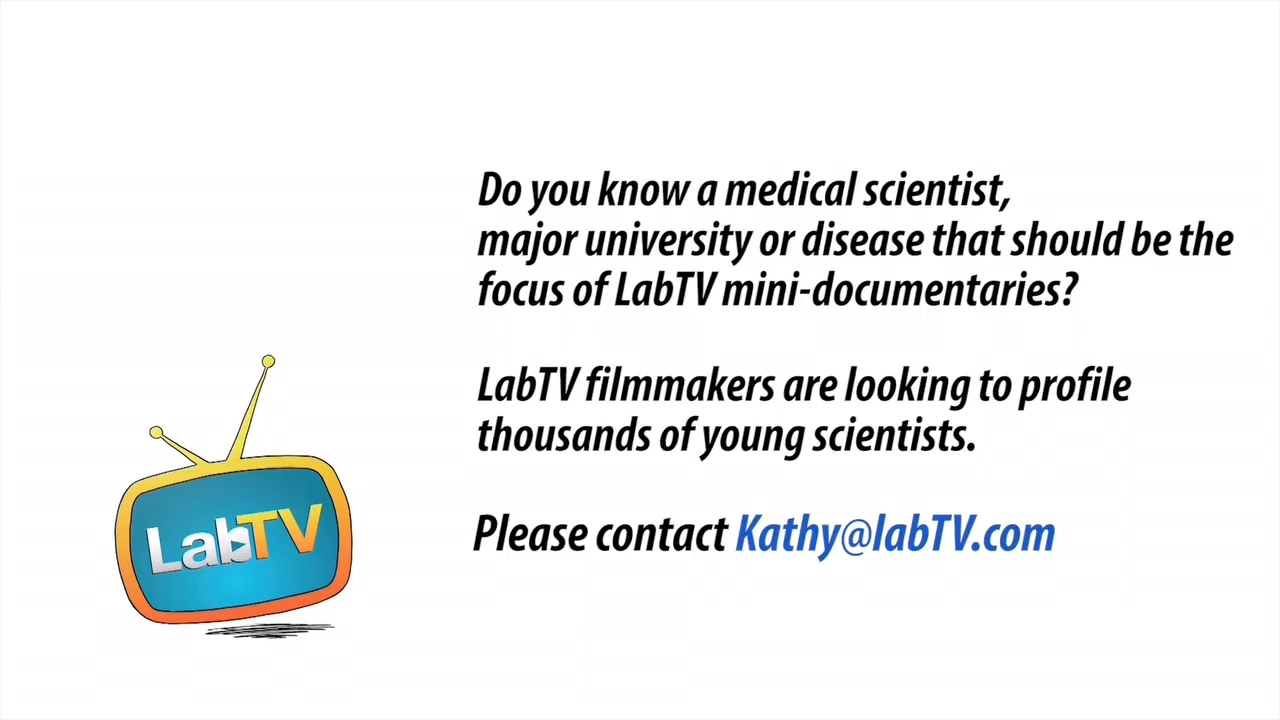 Do you know a medical scientist,
major university or disease that should be the
focus of LabTV mini-documentaries?
LabTV filmmakers are looking to profile
thousands of young scientists.
Please contact Kathy@labTV.com
LabTV